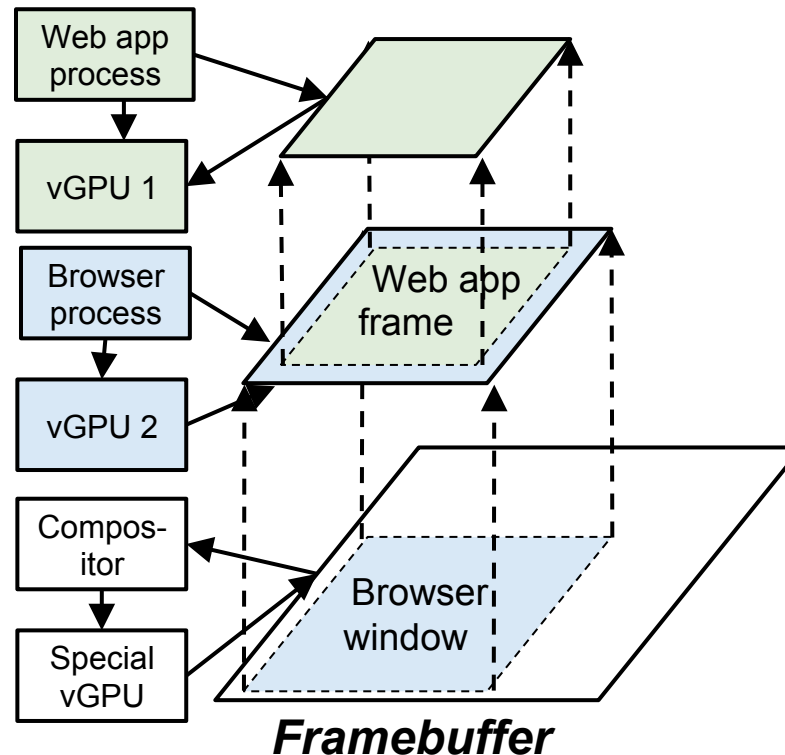 Web app
process
vGPU 1
Browser
process
Web app
frame
vGPU 2
Compos-
itor
Browser
window
Special
vGPU
Framebuffer